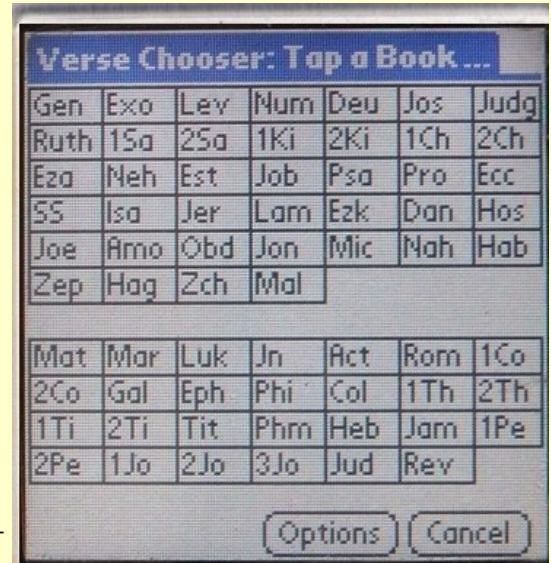 Verse Chooser: Tap a Book ...
Gen Exo Lev Num Deu Jos Judg
Ruth 1Sa 2Sa 1Ki 2Ki 1Ch 2Ch
Eza Neh Est Job Psa Pro Ecc
SS Isa Jer Lam Ezk Dan Hos
Joe Amo Obd Jon Mic Nah Hab
Zep Hag Zch Mal
Mat Mar Luk Jn Act Rom 1Co
2Co Gal Eph Phi Col 1Th 2Th
1Ti 2Ti Tit Phm Heb Jam 1Pe
2Pe 1Jo 2Jo 3Jo Jud Rev
Options Cancel